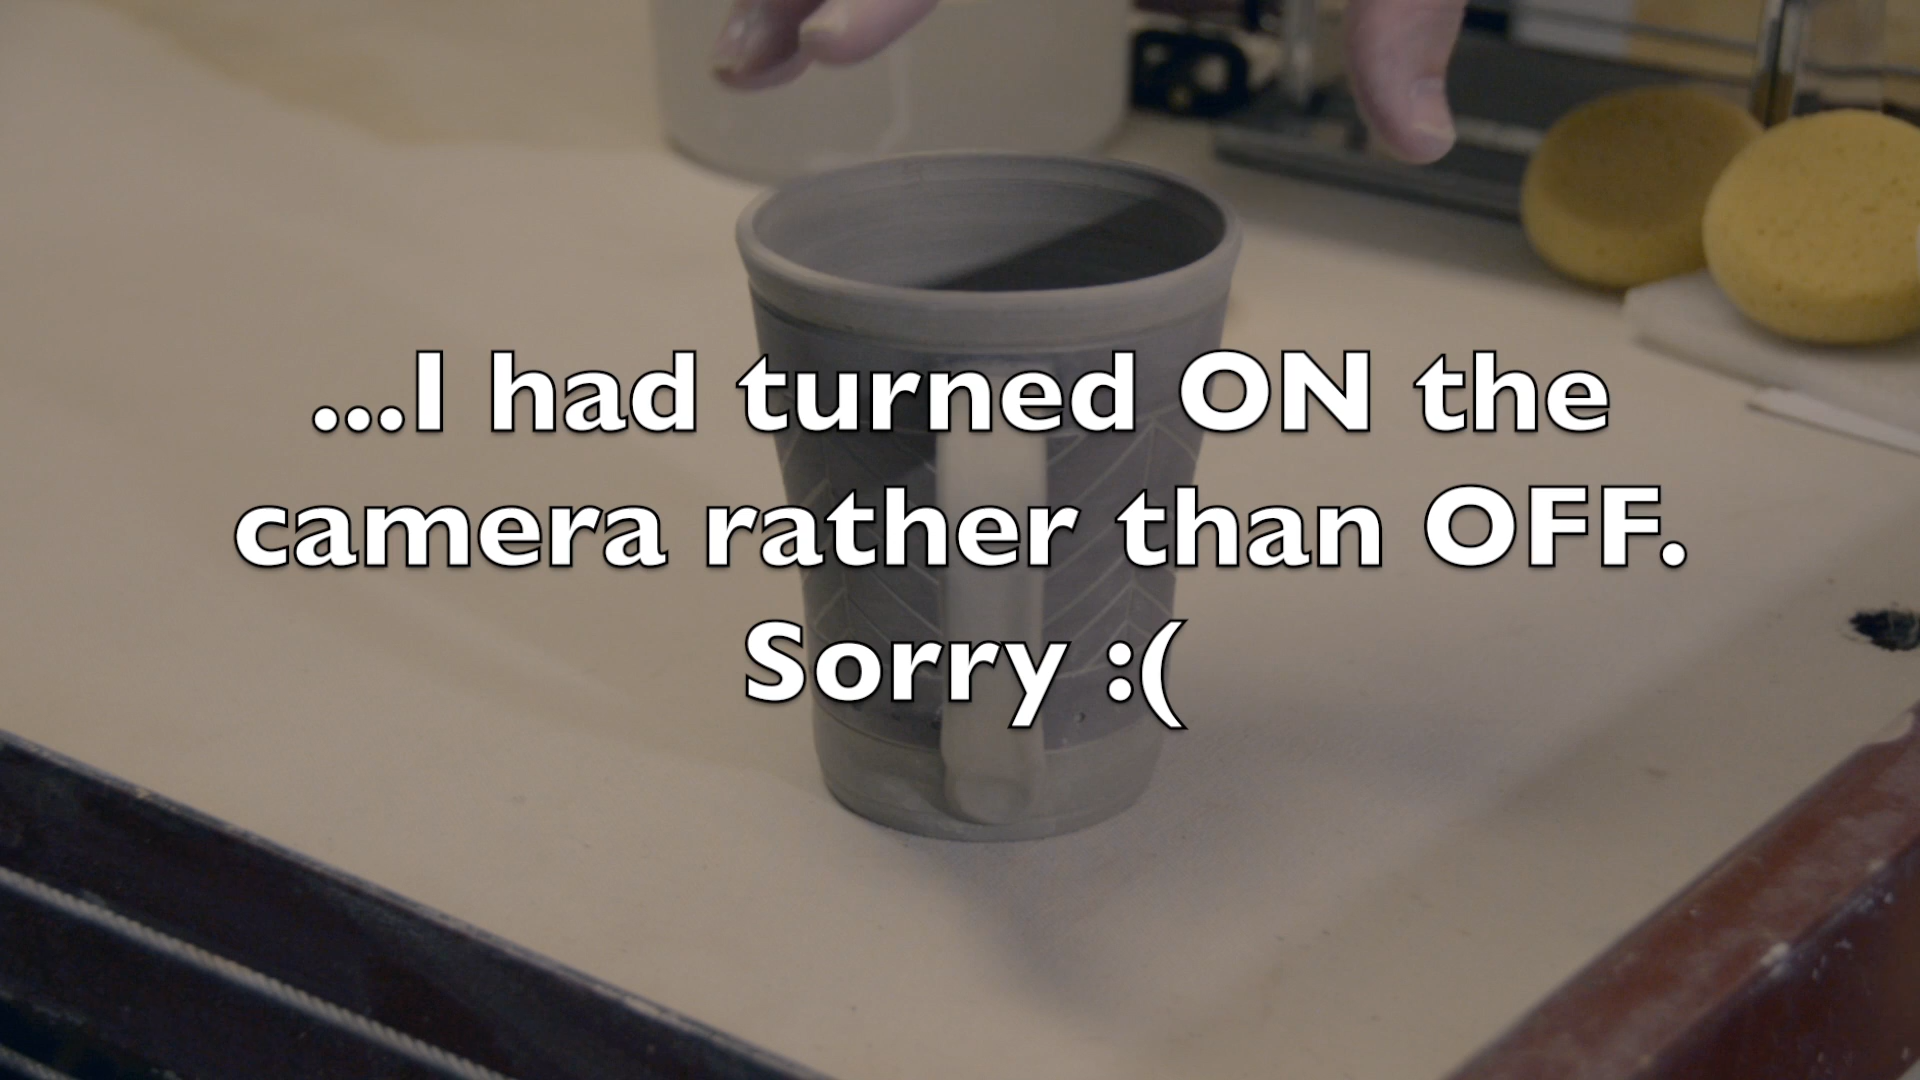 ...I had turned ON the
camera rather than OFF.
Sorry :(